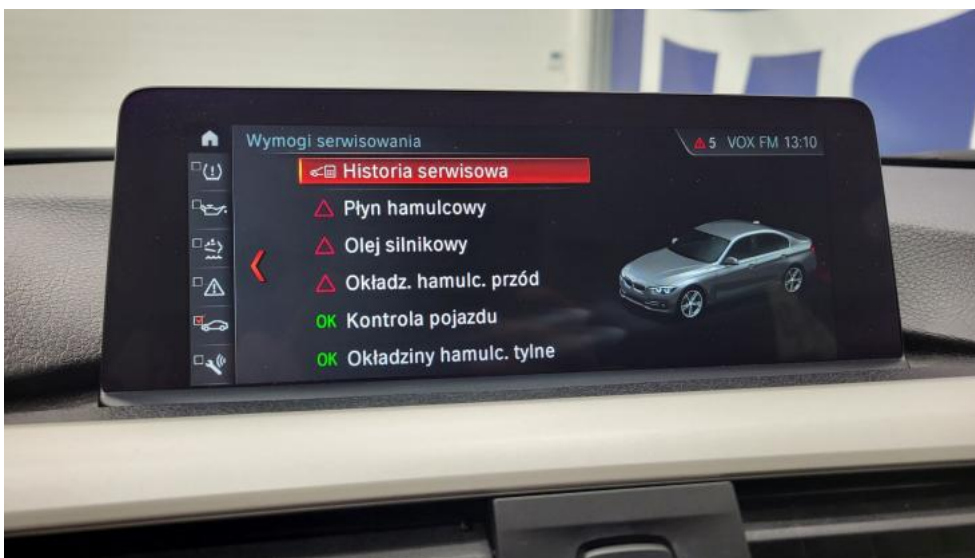 Wymogi serwisowania
5 VOX FM 13:10
Historia serwisowa
Płyn hamulcowy
Olej silnikowy
Okładz. hamulc. przód
OK Kontrola pojazdu
OK Okładziny hamulc. tylne